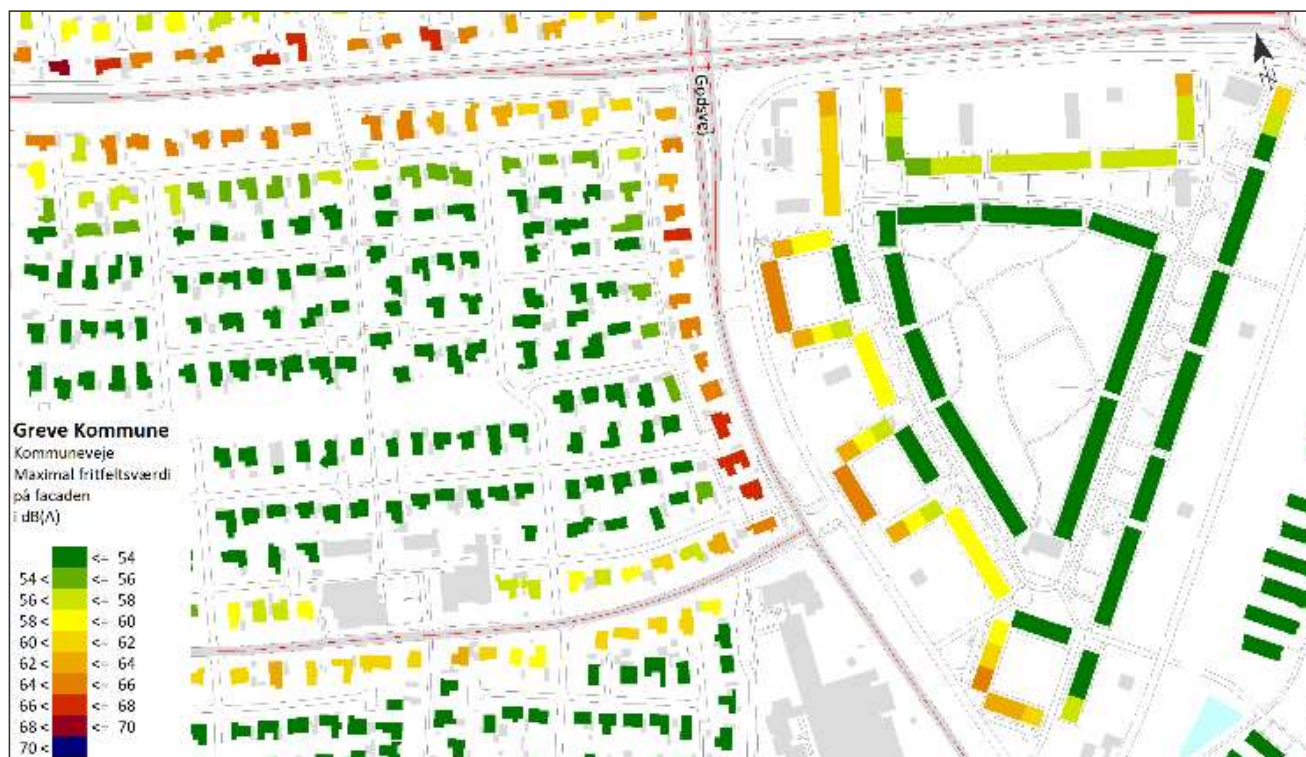 Godsvej
Greve Kommune
Kommuneveje
Maximal fritfeltsværdi
på facaden
i dB(A)
<= 54
54 < <= 56
56 < <= 58
58 < <= 60
60 < <= 62
62 < <= 64
64 < <= 66
66 < <= 68
68 < <= 70
70 <